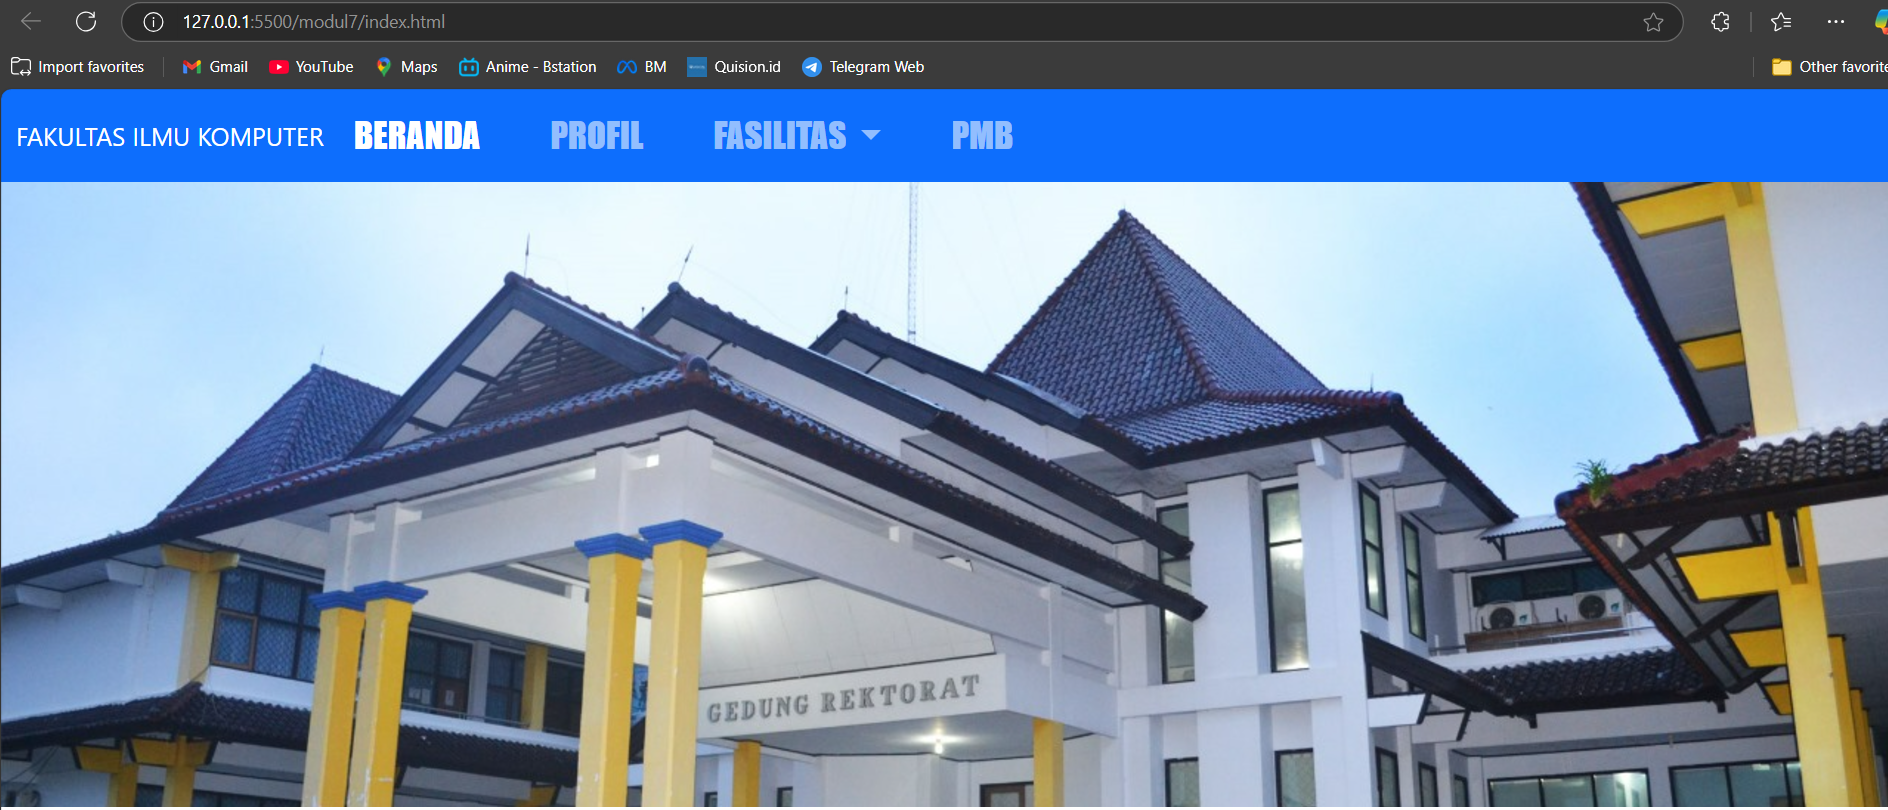 127.0.0.1:5500/modul7/index.html
Import favorites Gmail YouTube Maps Anime - Bstation BM Quision.id Telegram Web Other favorite
FAKULTAS ILMU KOMPUTER BERANDA PROFIL FASILITAS PMB
GEDUNG REKTORAT